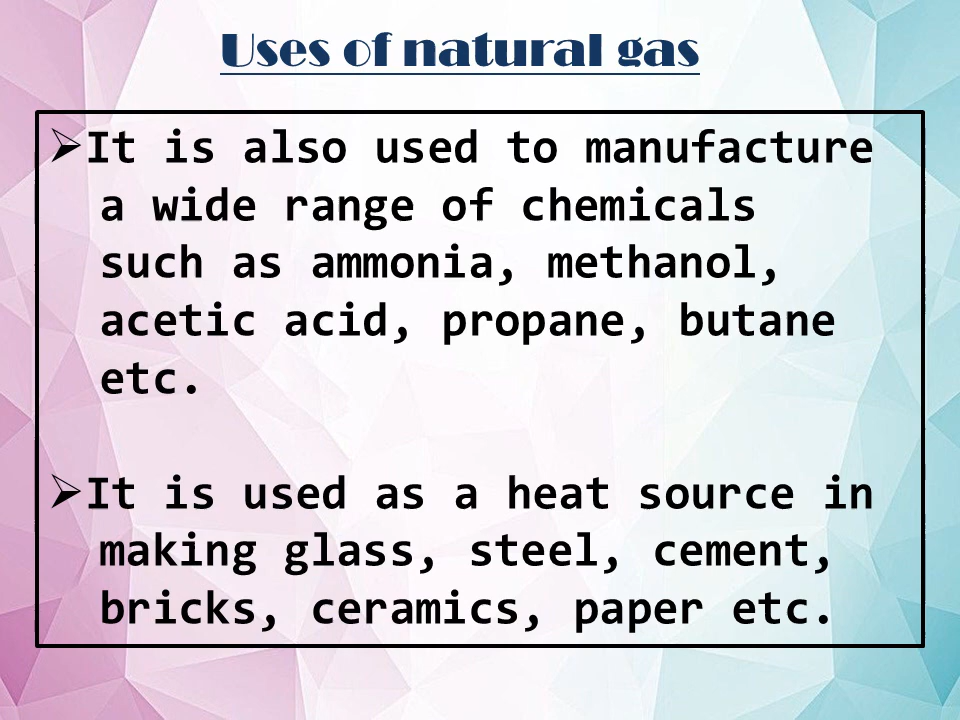 Uses of natural gas
➢It is also used to manufacture
a wide range of chemicals
such as ammonia, methanol,
acetic acid, propane, butane
etc.
➢It is used as a heat source in
making glass, steel, cement,
bricks, ceramics, paper etc.